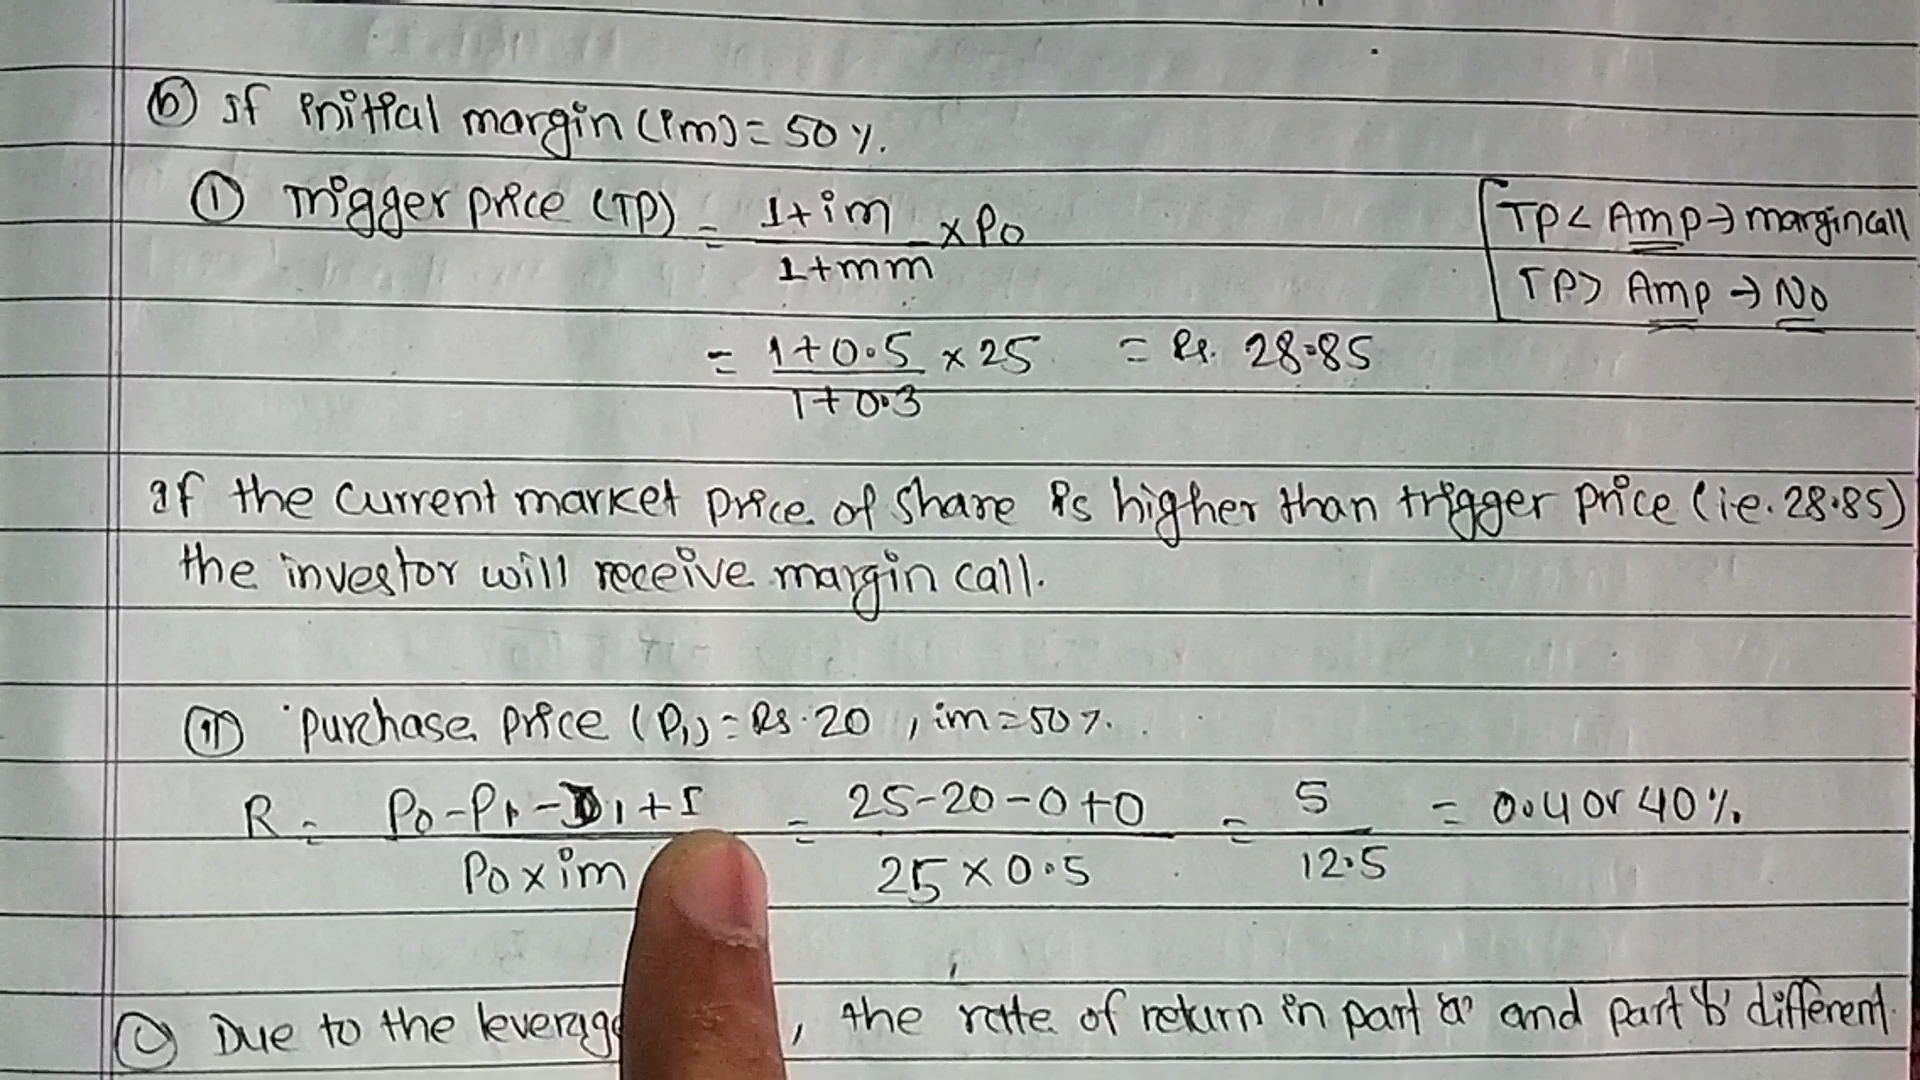 (b) If initial margin (im) = 50%.
(i) Trigger price (TP) = 1+im / 1+mm × P0
TP < Amp → margin call
TP > Amp → No
= 1+0.5 / 1+0.3 × 25 = Rs. 28.85
If the current market price of share is higher than trigger price (i.e. 28.85)
the investor will receive margin call.
(ii) purchase price (P1) = Rs. 20, im = 50%.
R = P0 - P1 - D1 + I / P0 × im = 25-20-0+0 / 25 × 0.5 = 5 / 12.5 = 0.4 or 40%.
(c) Due to the , the rate of return in part 'a' and part 'b' different